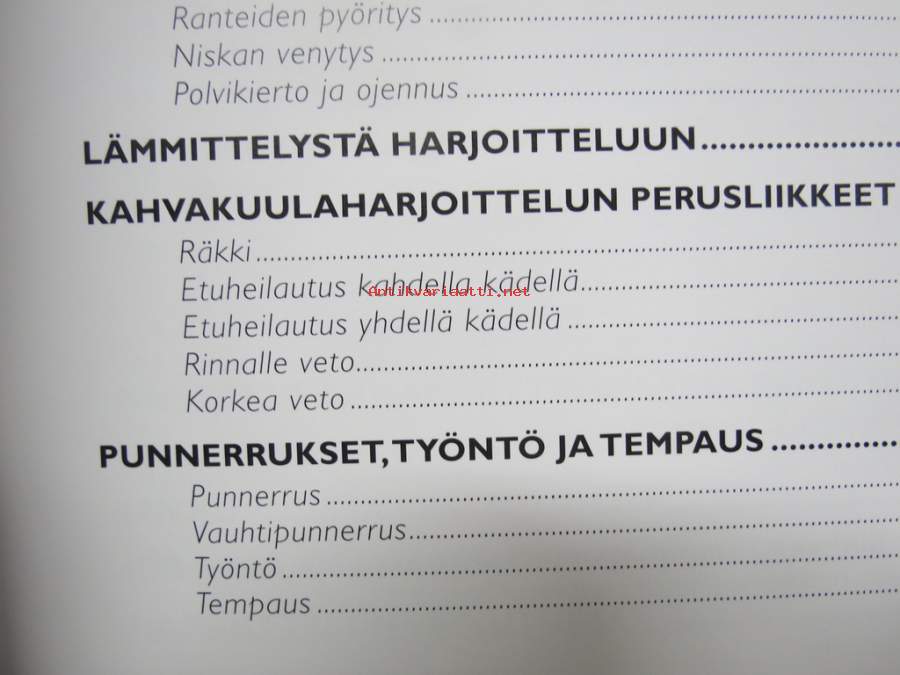 Ranteiden pyöritys
Niskan venytys
Polvikierto ja ojennus
LÄMMITTELYSTÄ HARJOITTELUUN
KAHVAKUULAHARJOITTELUN PERUSLIIKKEET
Räkki
Etuheilautus kahdella kädellä
Antikvariaatti.net
Etuheilautus yhdellä kädellä
Rinnalle veto
Korkea veto
PUNNERRUKSET, TYÖNTÖ JA TEMPAUS
Punnerrus
Vauhtipunnerrus
Työntö
Tempaus